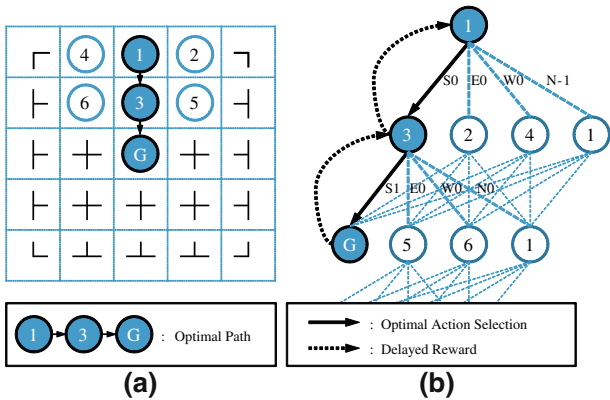 4 1 2
6 3 5
G
1 3 G : Optimal Path
(a)
1
S0 E0 W0 N-1
3 2 4 1
S1 E0 W0 N0
G 5 6 1
: Optimal Action Selection
: Delayed Reward
(b)